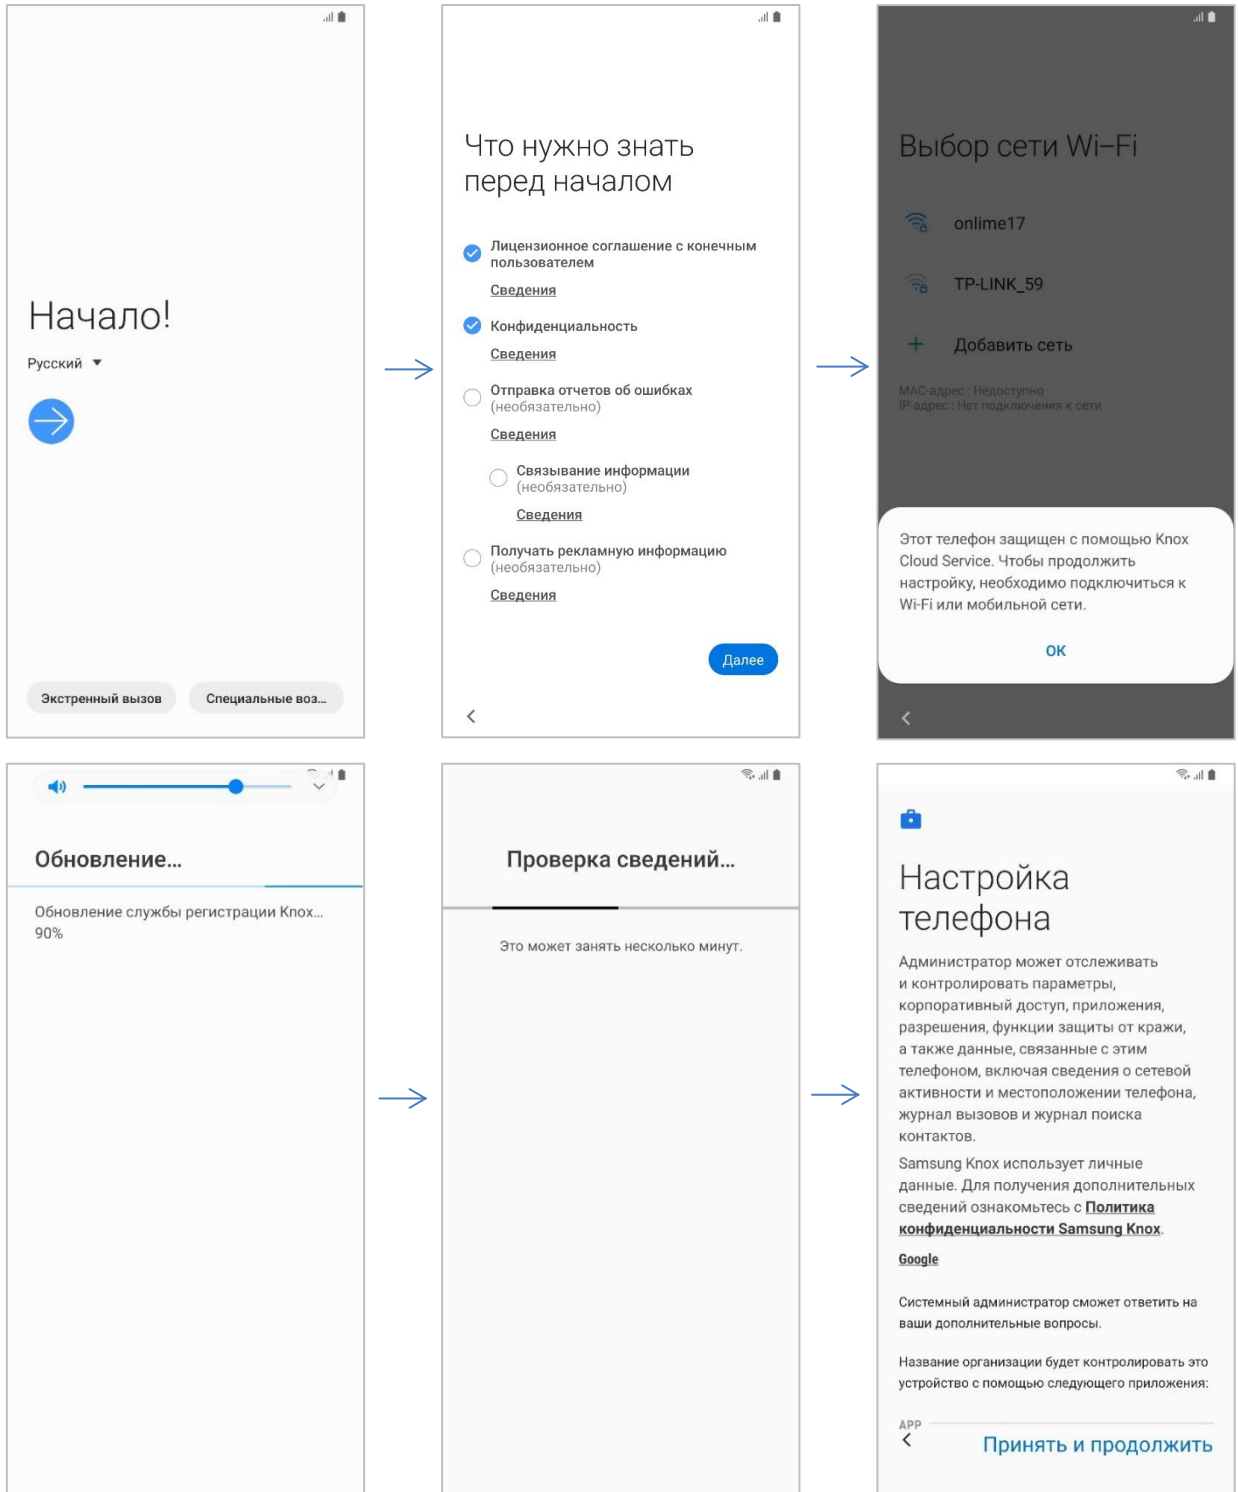 Начало!
Русский
Экстренный вызов
Специальные воз...
Что нужно знать
перед началом
Лицензионное соглашение с конечным
пользователем
Сведения
Конфиденциальность
Сведения
Отправка отчетов об ошибках
(необязательно)
Сведения
Связывание информации
(необязательно)
Сведения
Получать рекламную информацию
(необязательно)
Сведения
Далее
Выбор сети Wi-Fi
onlime17
TP-LINK_59
Добавить сеть
MAC-адрес : Недоступно
IP-адрес : Нет подключения к сети
Этот телефон защищен с помощью Knox
Cloud Service. Чтобы продолжить
настройку, необходимо подключиться к
Wi-Fi или мобильной сети.
ОК
Обновление...
Обновление службы регистрации Knox...
90%
Проверка сведений...
Это может занять несколько минут.
Настройка
телефона
Администратор может отслеживать
и контролировать параметры,
корпоративный доступ, приложения,
разрешения, функции защиты от кражи,
а также данные, связанные с этим
телефоном, включая сведения о сетевой
активности и местоположении телефона,
журнал вызовов и журнал поиска
контактов.
Samsung Knox использует личные
данные. Для получения дополнительных
сведений ознакомьтесь с Политика
конфиденциальности Samsung Knox.
Google
Системный администратор сможет ответить на
ваши дополнительные вопросы.
Название организации будет контролировать это
устройство с помощью следующего приложения:
APP
Принять и продолжить